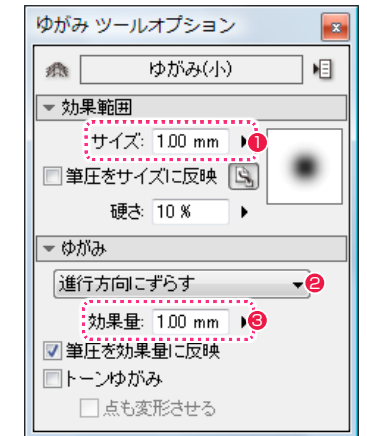 ゆがみ ツールオプション
ゆがみ(小)
効果範囲
サイズ: 1.00 mm ❶
筆圧をサイズに反映
硬さ: 10 %
ゆがみ
進行方向にずらす ❷
効果量: 1.00 mm ❸
筆圧を効果量に反映
トーンゆがみ
点も変形させる